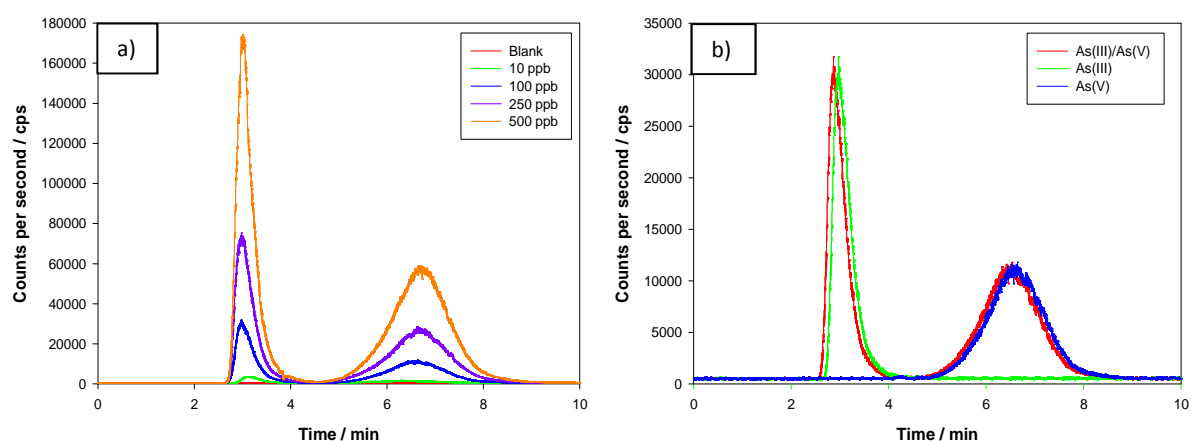 a)
180000
160000
140000
120000
100000
80000
60000
40000
20000
0
Counts per second / cps
0 2 4 6 8 10
Time / min
Blank
10 ppb
100 ppb
250 ppb
500 ppb
b)
35000
30000
25000
20000
15000
10000
5000
0
Counts per second / cps
0 2 4 6 8 10
Time / min
As(III)/As(V)
As(III)
As(V)